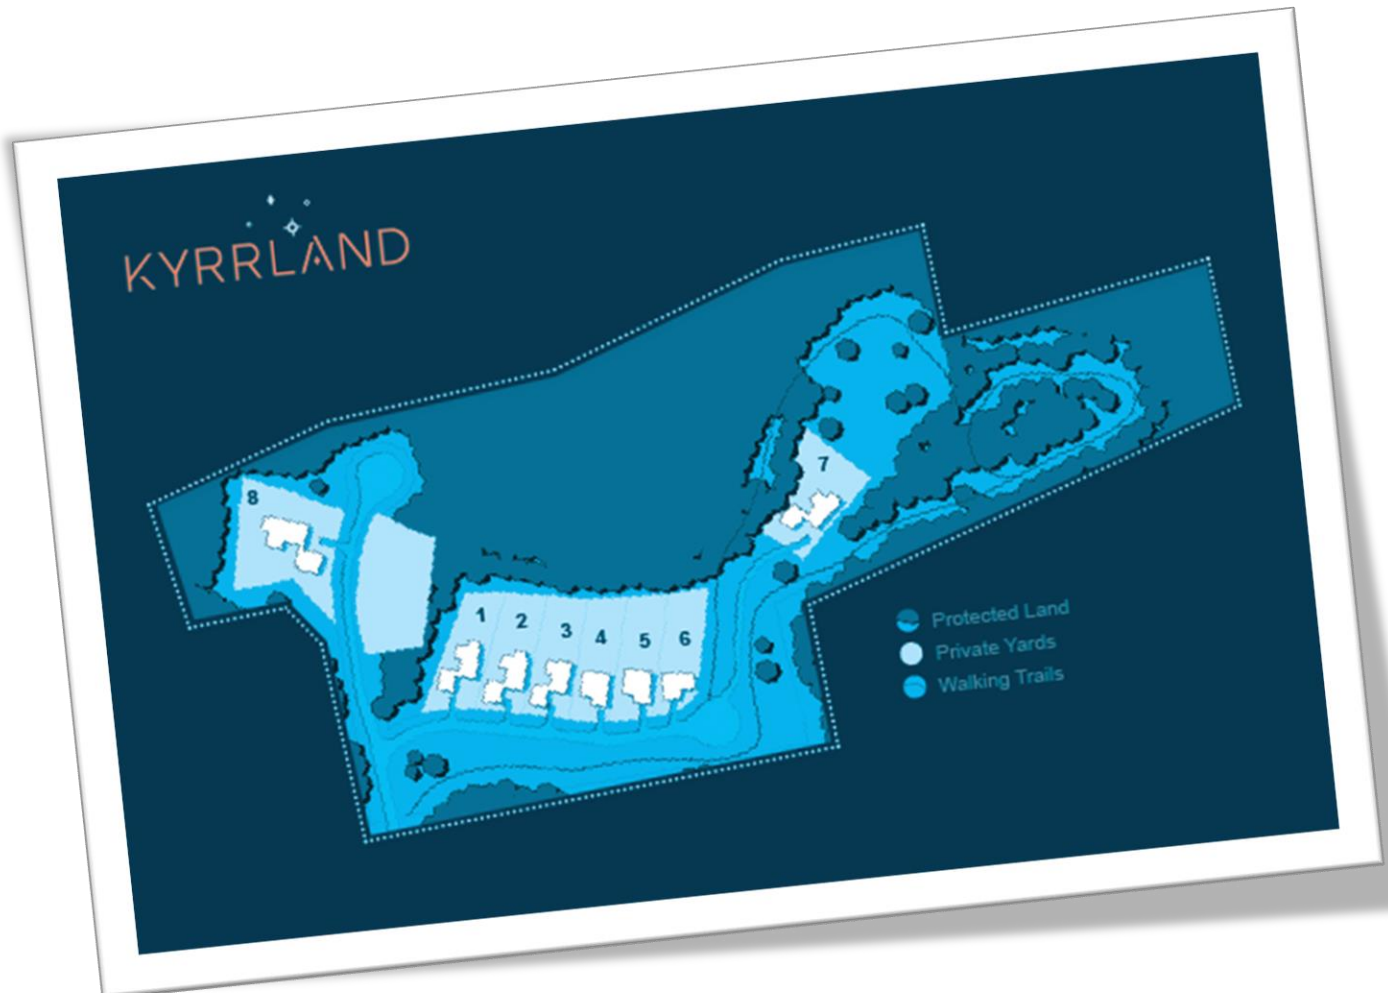 KYRRLAND
8
7
1 2 3 4 5 6
Protected Land
Private Yards
Walking Trails